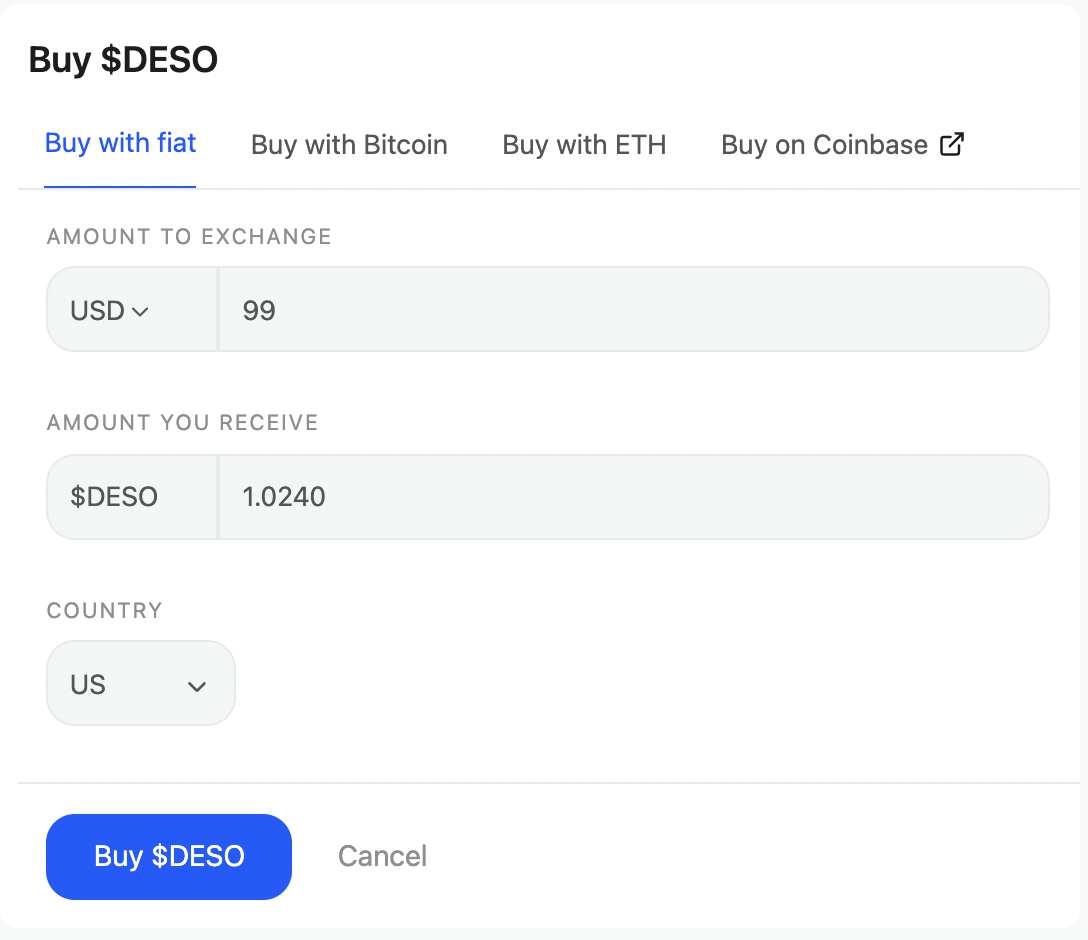 Buy $DESO
Buy with fiat Buy with Bitcoin Buy with ETH Buy on Coinbase
AMOUNT TO EXCHANGE
USD 99
AMOUNT YOU RECEIVE
$DESO 1.0240
COUNTRY
US
Buy $DESO Cancel